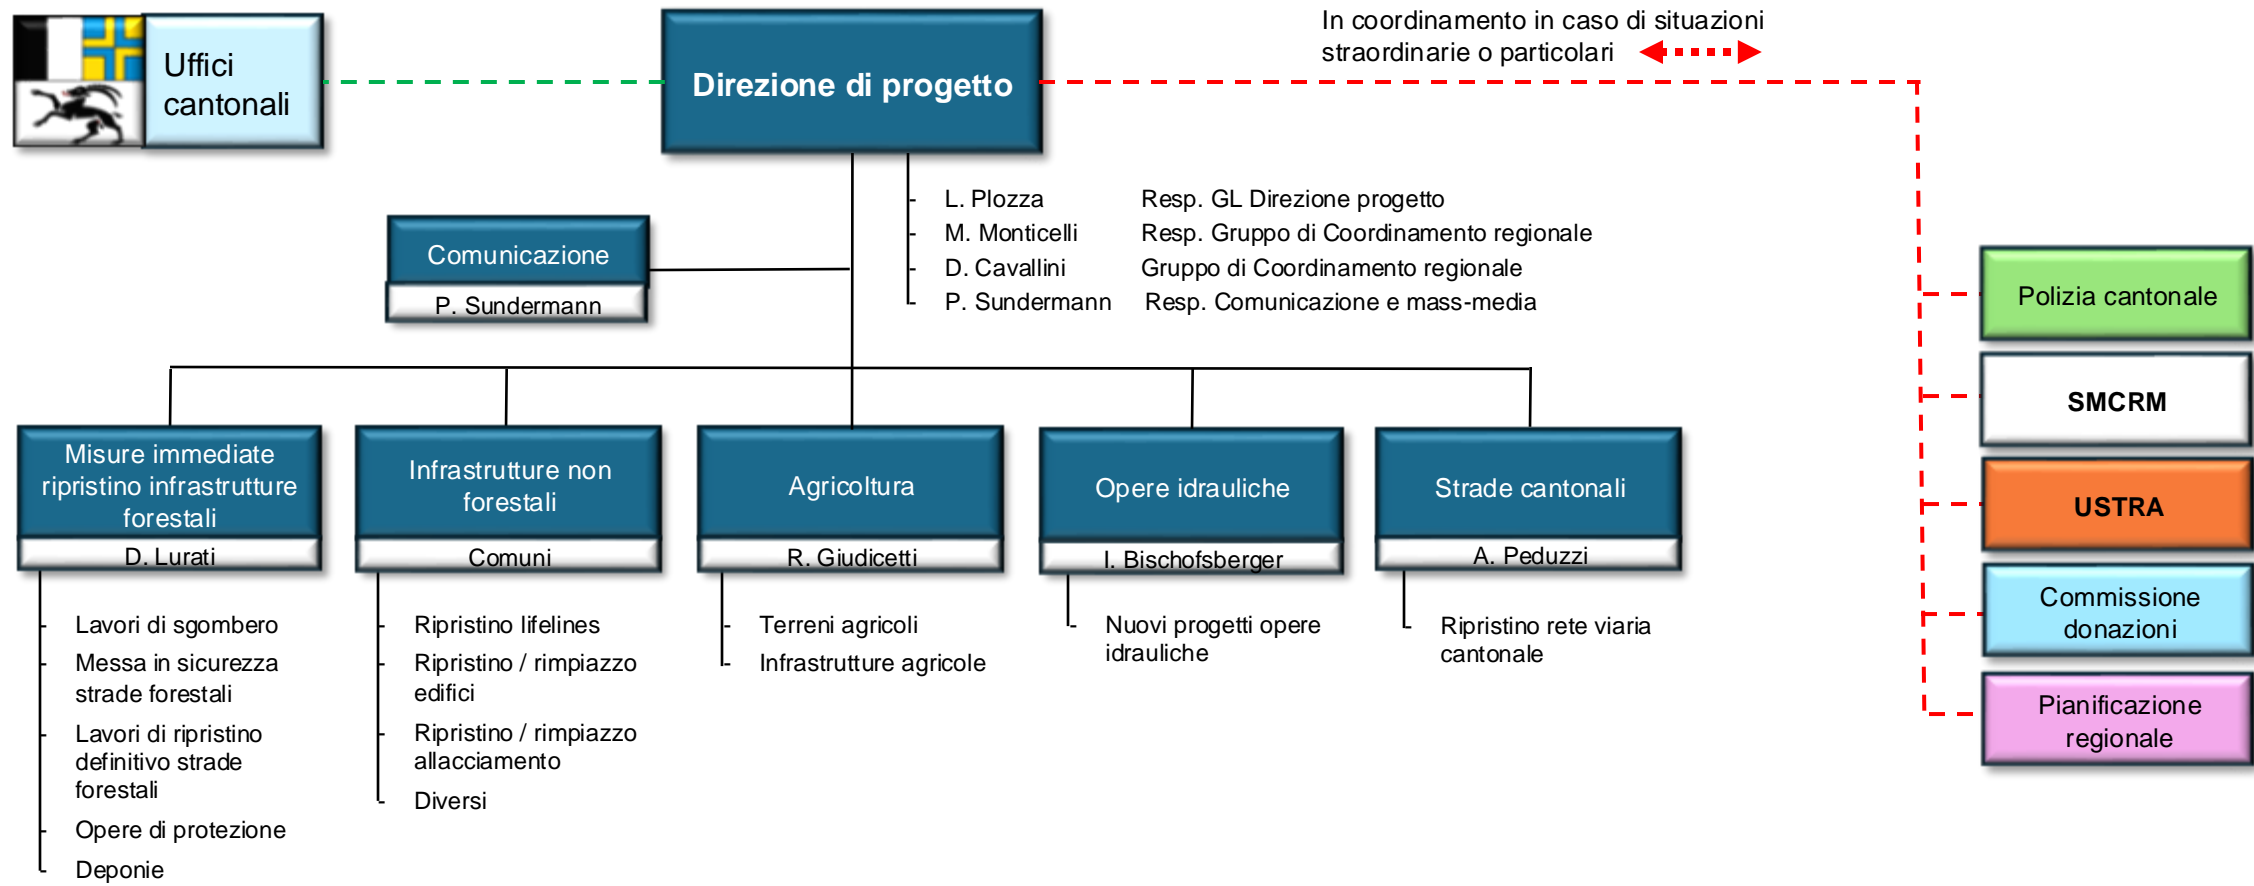 Uffici
cantonali
Direzione di progetto
In coordinamento in caso di situazioni
straordinarie o particolari
- L. Plozza Resp. GL Direzione progetto
- M. Monticelli Resp. Gruppo di Coordinamento regionale
- D. Cavallini Gruppo di Coordinamento regionale
- P. Sundermann Resp. Comunicazione e mass-media
Comunicazione
P. Sundermann
Polizia cantonale
SMCRM
USTRA
Commissione
donazioni
Pianificazione
regionale
Misure immediate
ripristino infrastrutture
forestali
D. Lurati
- Lavori di sgombero
- Messa in sicurezza
strade forestali
- Lavori di ripristino
definitivo strade
forestali
- Opere di protezione
- Deponie
Infrastrutture non
forestali
Comuni
- Ripristino lifelines
- Ripristino / rimpiazzo
edifici
- Ripristino / rimpiazzo
allacciamento
- Diversi
Agricoltura
R. Giudicetti
- Terreni agricoli
- Infrastrutture agricole
Opere idrauliche
I. Bischofsberger
- Nuovi progetti opere
idrauliche
Strade cantonali
A. Peduzzi
- Ripristino rete viaria
cantonale